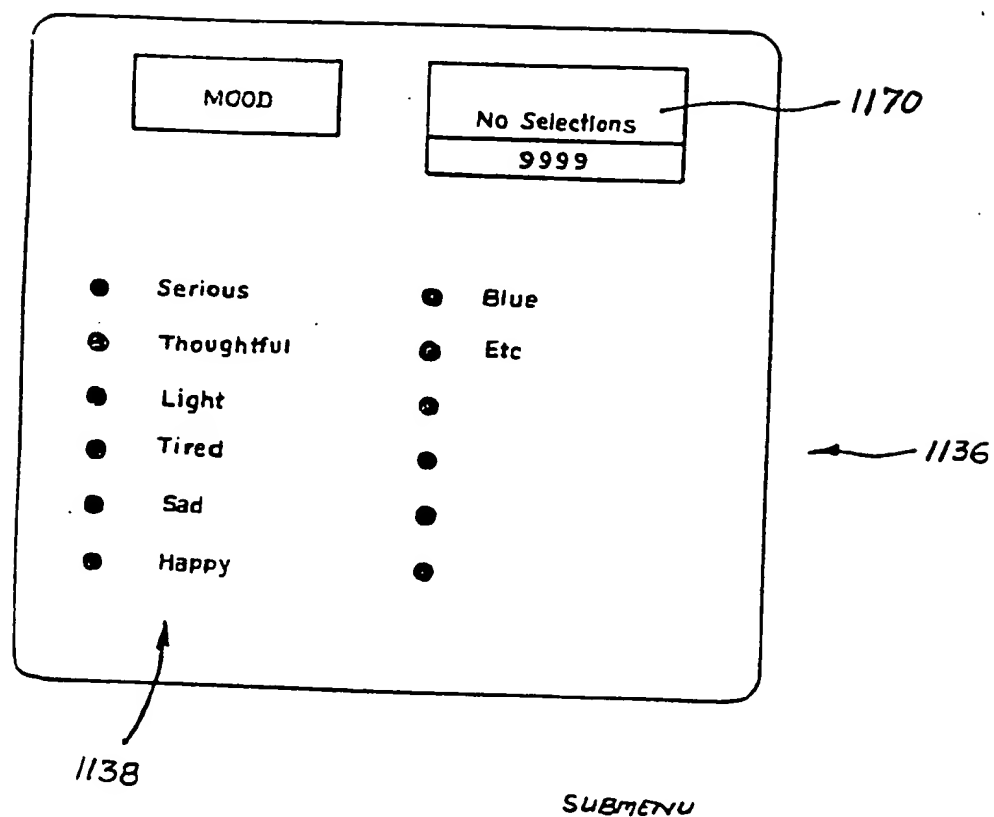 MOOD
No Selections
9999
1170
Serious
Thoughtful
Light
Tired
Sad
Happy
Blue
Etc
1136
1138
SUBMENU